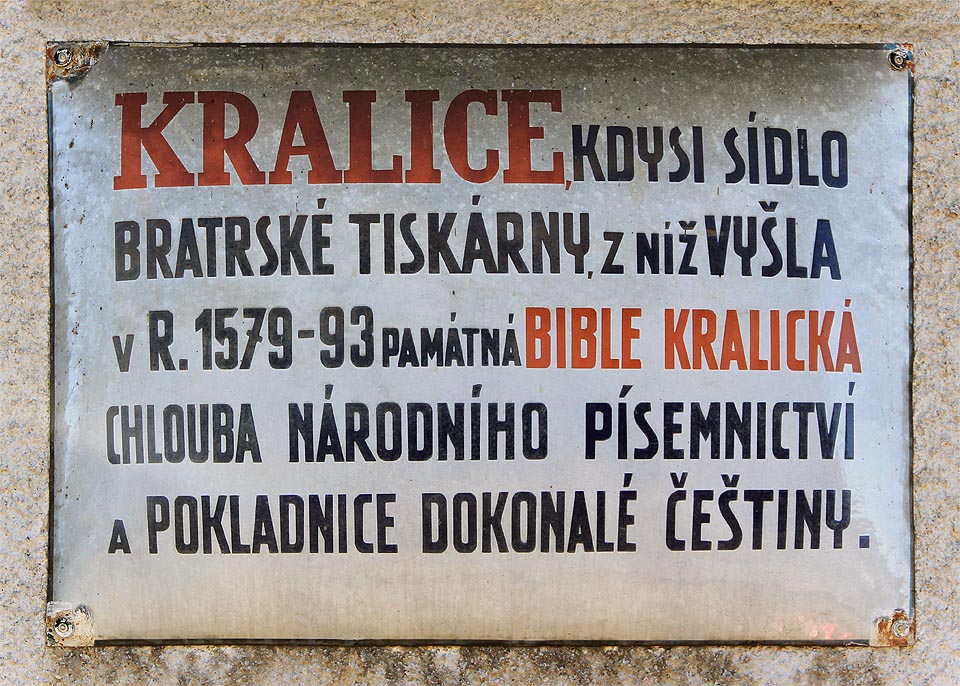 KRALICE, KDYSI SÍDLO
BRATRSKÉ TISKÁRNY, Z NÍŽ VYŠLA
V R. 1579-93 PAMÁTNÁ BIBLE KRALICKÁ
CHLOUBA NÁRODNÍHO PÍSEMNICTVÍ
A POKLADNICE DOKONALÉ ČEŠTINY.